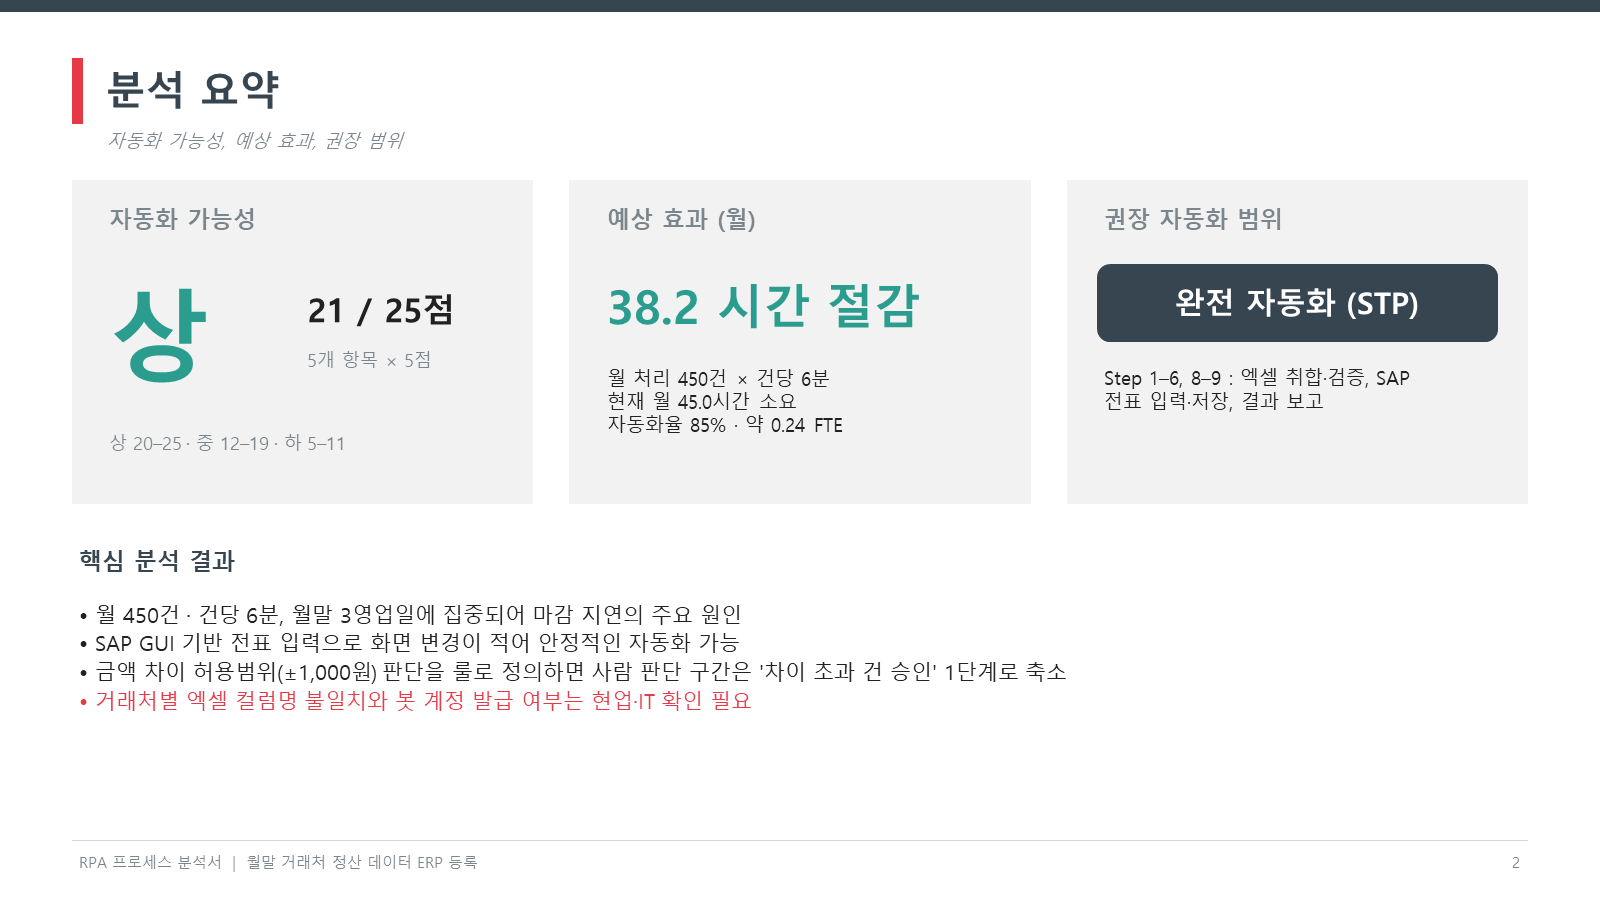 분석 요약
자동화 가능성, 예상 효과, 권장 범위
자동화 가능성
상
21 / 25점
5개 항목 × 5점
상 20–25 · 중 12–19 · 하 5–11
예상 효과 (월)
38.2 시간 절감
월 처리 450건 × 건당 6분
현재 월 45.0시간 소요
자동화율 85% · 약 0.24 FTE
권장 자동화 범위
완전 자동화 (STP)
Step 1–6, 8–9 : 엑셀 취합·검증, SAP
전표 입력·저장, 결과 보고
핵심 분석 결과
• 월 450건 · 건당 6분, 월말 3영업일에 집중되어 마감 지연의 주요 원인
• SAP GUI 기반 전표 입력으로 화면 변경이 적어 안정적인 자동화 가능
• 금액 차이 허용범위(±1,000원) 판단을 룰로 정의하면 사람 판단 구간은 '차이 초과 건 승인' 1단계로 축소
• 거래처별 엑셀 컬럼명 불일치와 봇 계정 발급 여부는 현업·IT 확인 필요
RPA 프로세스 분석서 | 월말 거래처 정산 데이터 ERP 등록
2